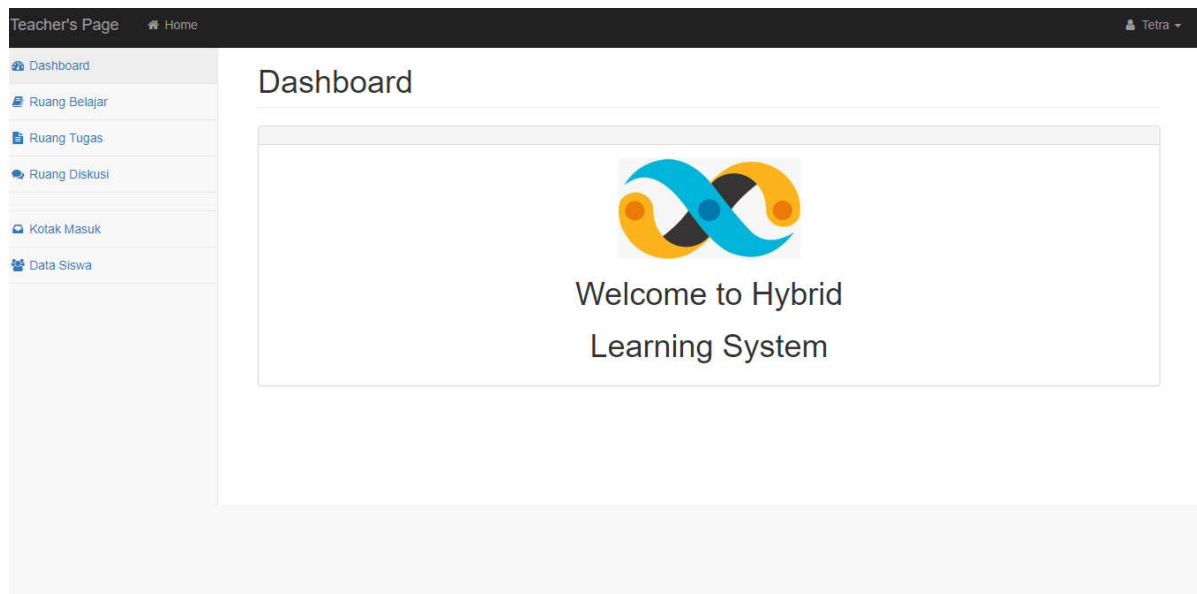 Teacher's Page Home Tetra
Dashboard
Ruang Belajar
Ruang Tugas
Ruang Diskusi
Kotak Masuk
Data Siswa
Dashboard
Welcome to Hybrid
Learning System